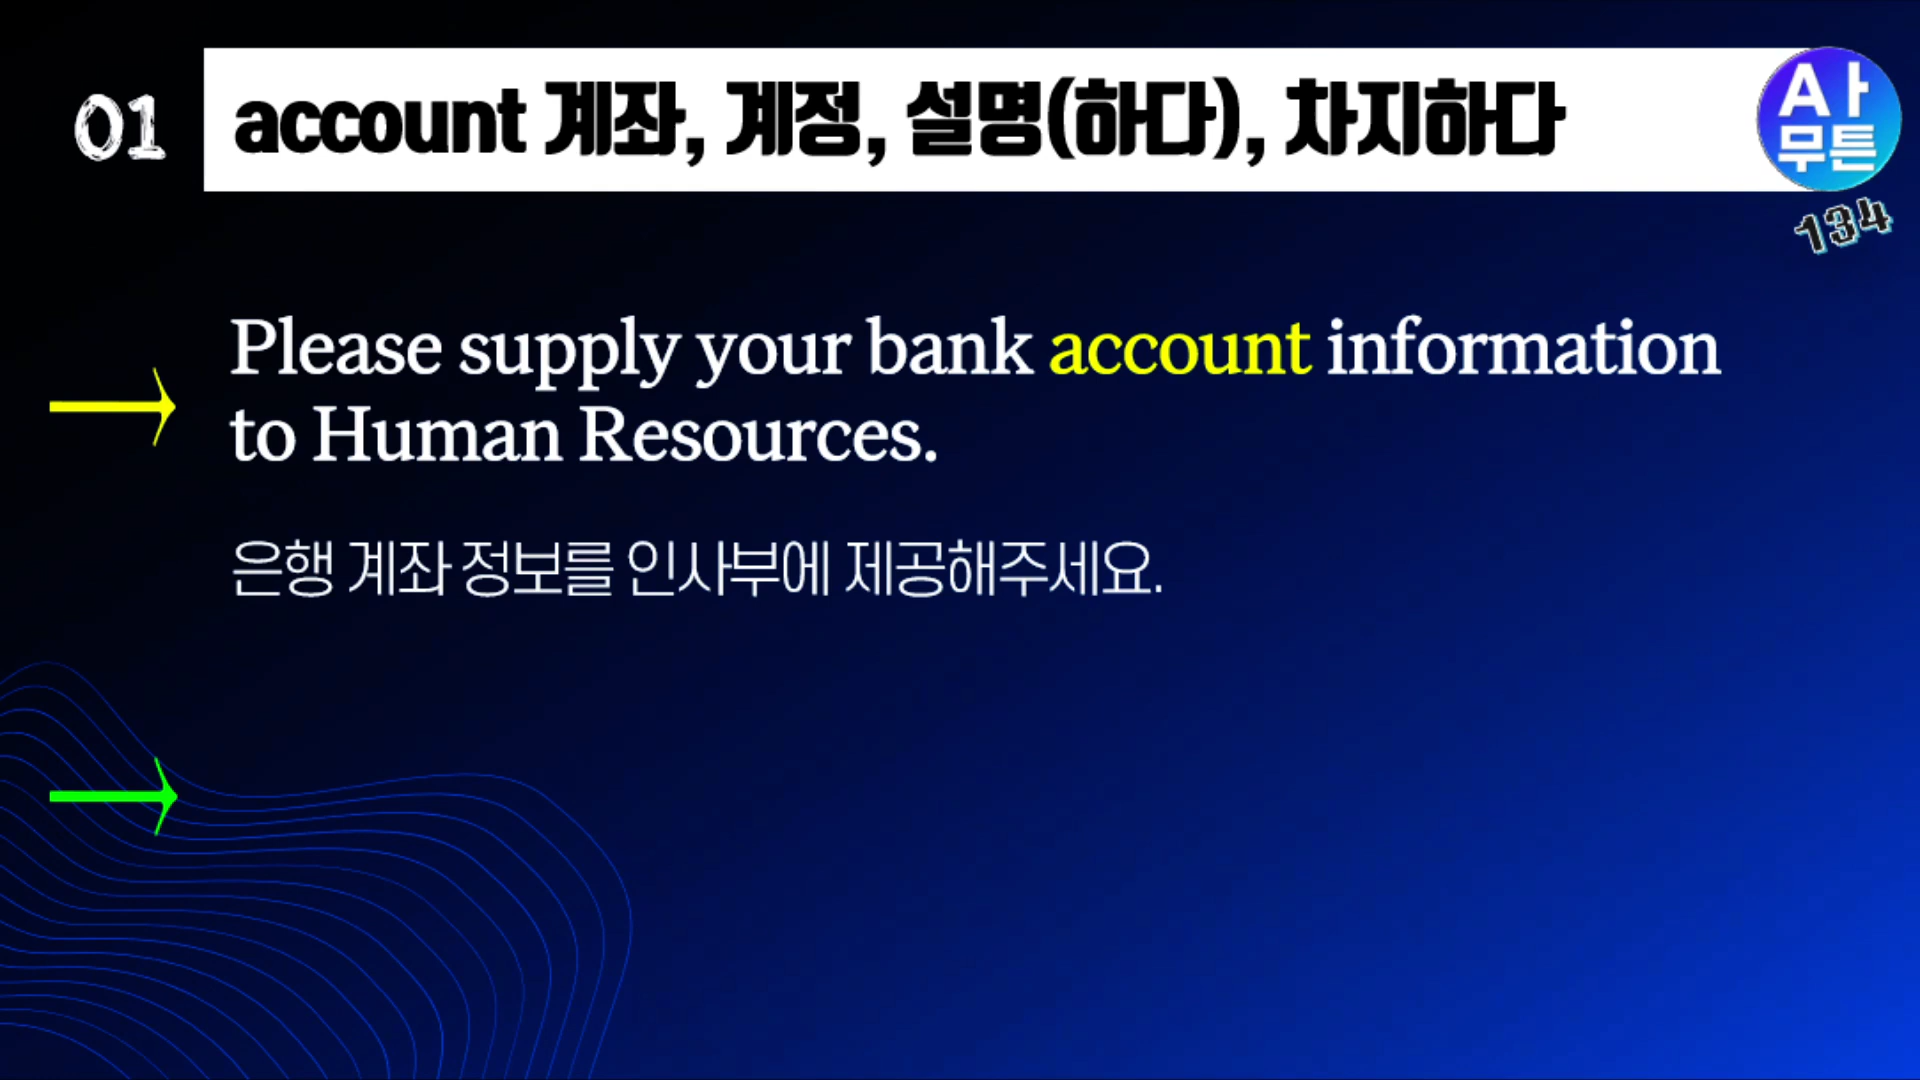 01
account 계좌, 계정, 설명(하다), 차지하다
사
무튼
134
Please supply your bank account information
to Human Resources.
은행 계좌 정보를 인사부에 제공해주세요.